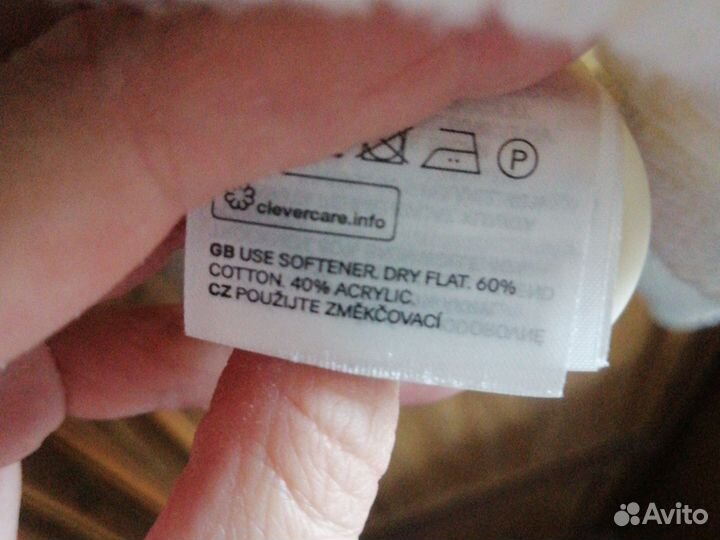 P
clevercare.info
GB USE SOFTENER. DRY FLAT. 60%
COTTON. 40% ACRYLIC
CZ POUŽIJTE ZMĚKČOVACÍ
Avito